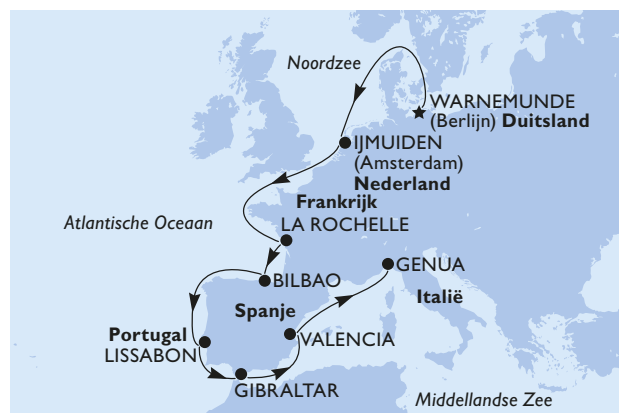 Noordzee
WARNEMUNDE
(Berlijn) Duitsland
IJMUIDEN
(Amsterdam)
Nederland
Frankrijk
Atlantische Oceaan
LA ROCHELLE
GENUA
BILBAO
Italië
Spanje
Portugal
VALENCIA
LISSABON
GIBRALTAR
Middellandse Zee